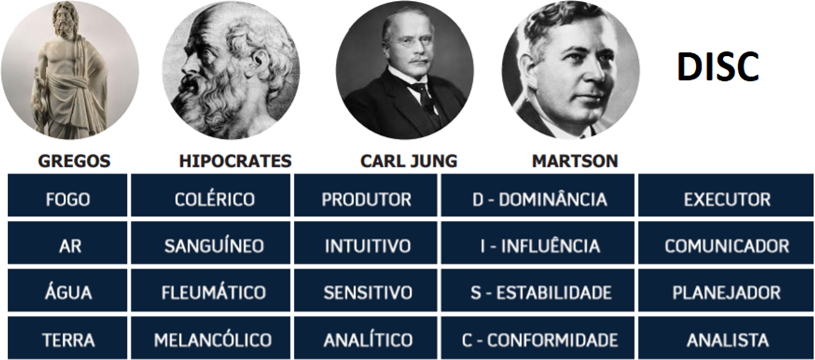 DISC
GREGOS HIPOCRATES CARL JUNG MARTSON
FOGO COLÉRICO PRODUTOR D - DOMINÂNCIA EXECUTOR
AR SANGUÍNEO INTUITIVO I - INFLUÊNCIA COMUNICADOR
ÁGUA FLEUMÁTICO SENSITIVO S - ESTABILIDADE PLANEJADOR
TERRA MELANCÓLICO ANALÍTICO C - CONFORMIDADE ANALISTA